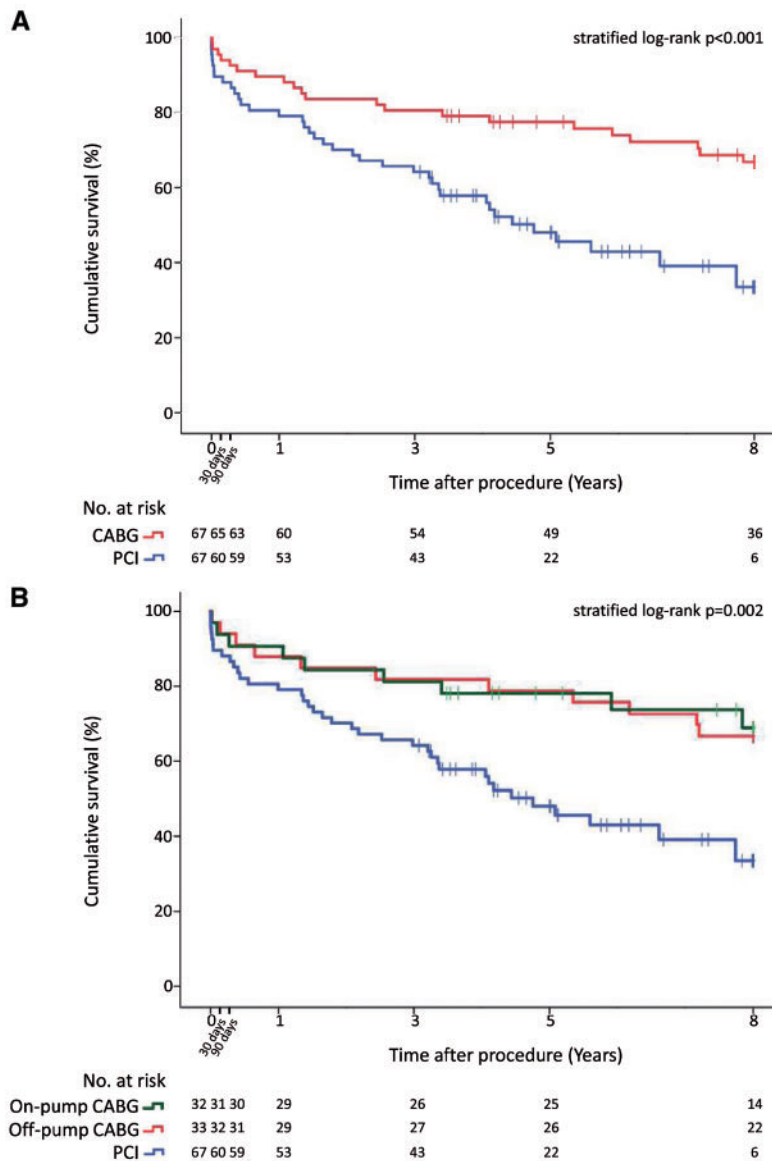 A
stratified log-rank p<0.001
100
80
60
40
20
0
Cumulative survival (%)
0 30 days 90 days 1 3 5 8
Time after procedure (Years)
No. at risk
CABG 67 65 63 60 54 49 36
PCI 67 60 59 53 43 22 6
B
stratified log-rank p=0.002
100
80
60
40
20
0
Cumulative survival (%)
0 30 days 90 days 1 3 5 8
Time after procedure (Years)
No. at risk
On-pump CABG 32 31 30 29 26 25 14
Off-pump CABG 33 32 31 29 27 26 22
PCI 67 60 59 53 43 22 6